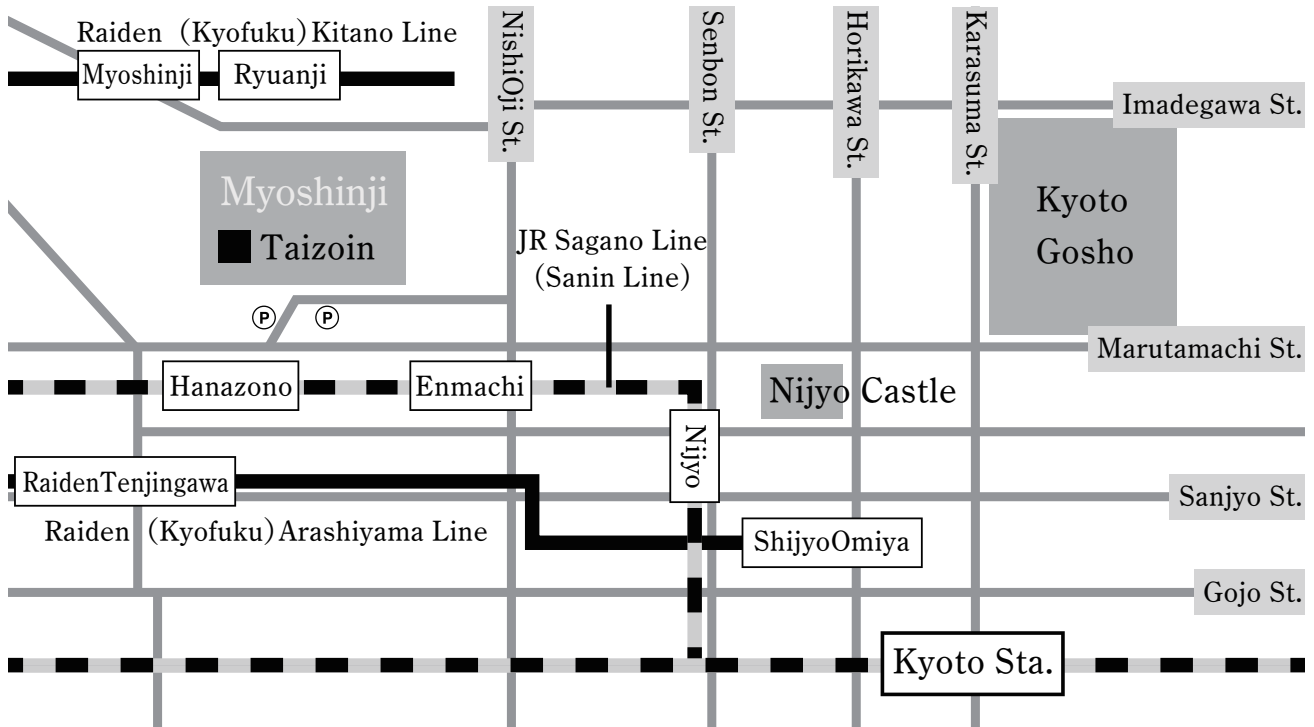 Raiden (Kyofuku) Kitano Line
Myoshinji
Ryuanji
NishiOji St.
Senbon St.
Horikawa St.
Karasuma St.
Imadegawa St.
Myoshinji
Taizoin
JR Sagano Line
(Sanin Line)
Kyoto
Gosho
P
P
Marutamachi St.
Hanazono
Enmachi
Nijyo Castle
Nijyo
RaidenTenjingawa
Sanjyo St.
Raiden (Kyofuku) Arashiyama Line
ShijyoOmiya
Gojo St.
Kyoto Sta.